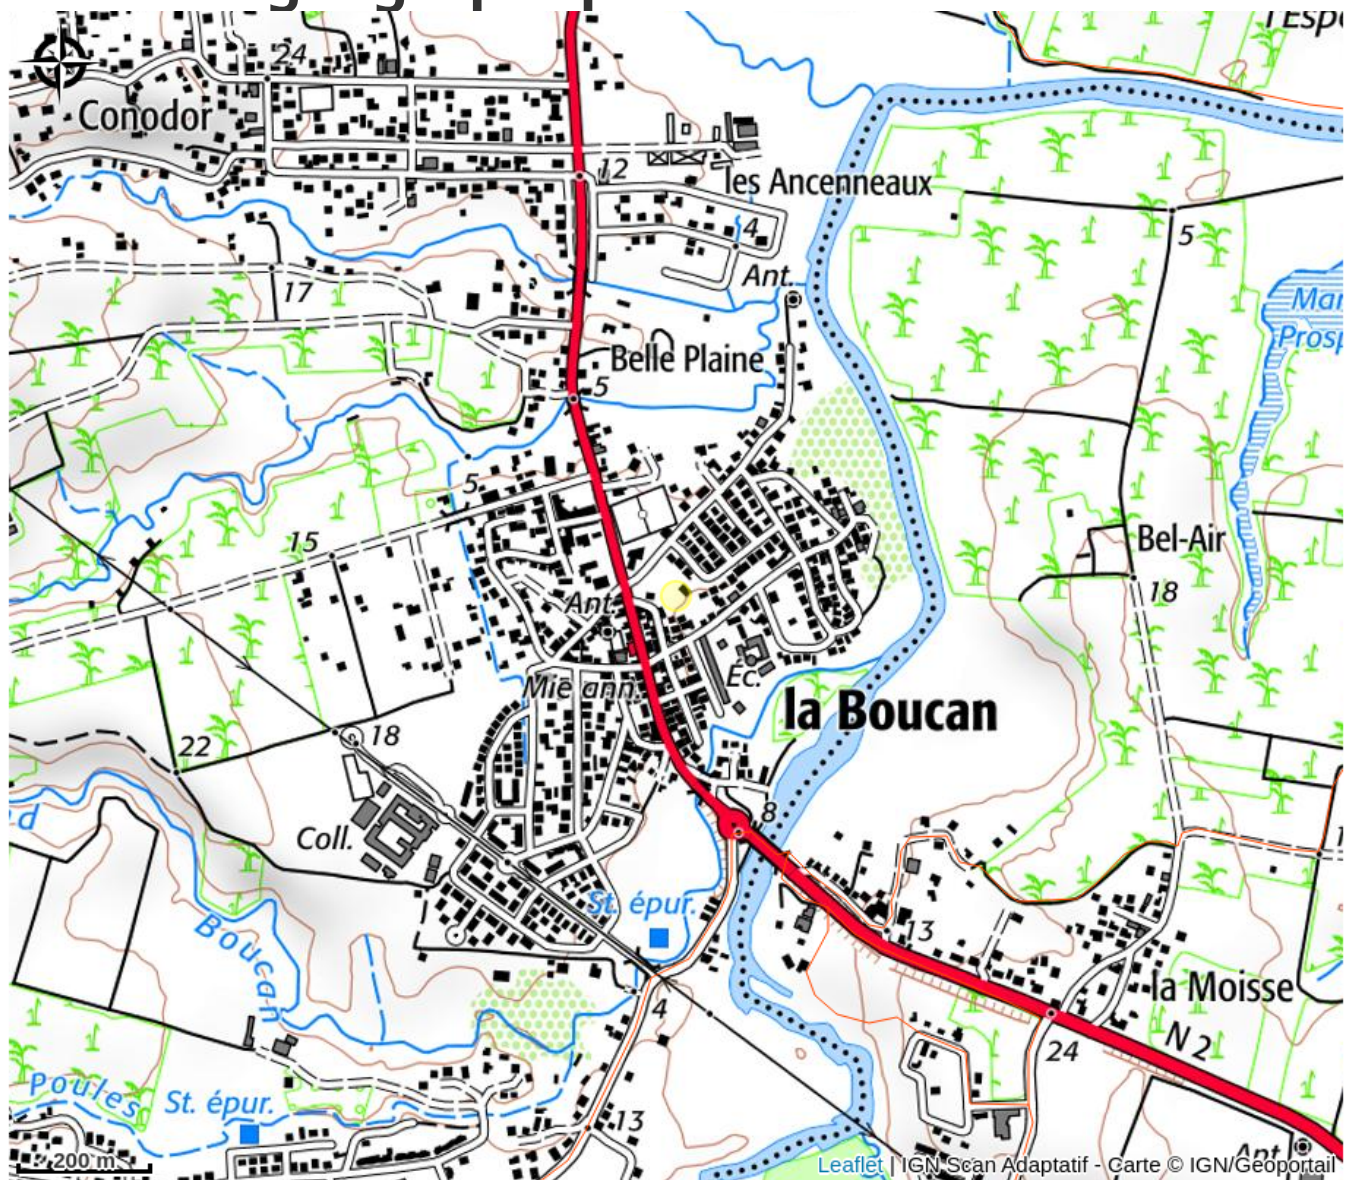 24
Conodor
12
les Ancenneaux
4
5
Ant.
17
Belle Plaine
5
5
15
Bel-Air
18
Ant.
Mie ann.
Éc.
la Boucan
18
22
8
Coll.
St. épur.
13
Boucan
la Moisse
4
N 2
24
Poules
St. épur.
13
Ant
200 m
Leaflet | IGN Scan Adaptatif - Carte © IGN/Geoportail